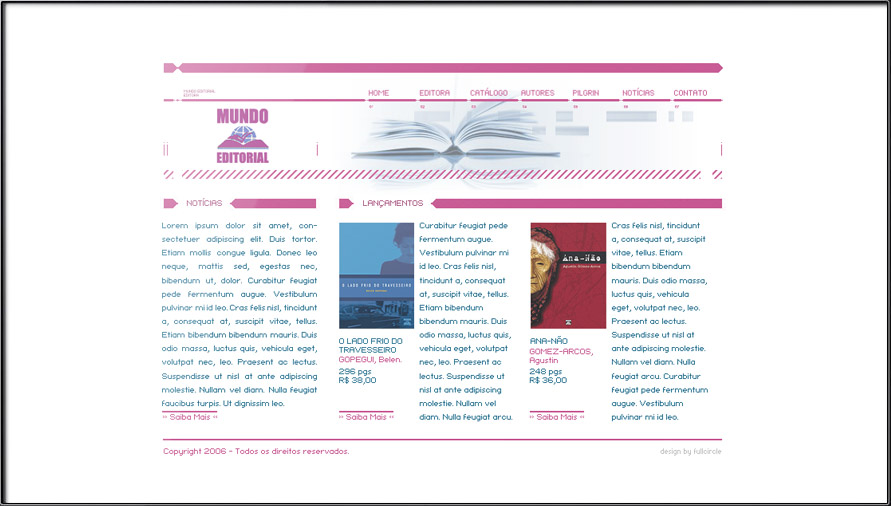 MUNDO EDITORIAL
EDITORA
HOME EDITORA CATÁLOGO AUTORES PILGRIN NOTÍCIAS CONTATO
01 02 03 04 05 06 07
MUNDO
EDITORIAL
NOTÍCIAS
Lorem ipsum dolor sit amet, con-
sectetuer adipiscing elit. Duis tortor.
Etiam mollis congue ligula. Donec leo
neque, mattis sed, egestas nec,
bibendum ut, dolor. Curabitur feugiat
pede fermentum augue. Vestibulum
pulvinar mi id leo. Cras felis nisl, tincidunt
a, consequat at, suscipit vitae, tellus.
Etiam bibendum bibendum mauris. Duis
odio massa, luctus quis, vehicula eget,
volutpat nec, leo. Praesent ac lectus.
Suspendisse ut nisl at ante adipiscing
molestie. Nullam vel diam. Nulla feugiat
faucibus turpis. Ut dignissim leo.
›› Saiba Mais ‹‹
LANÇAMENTOS
O LADO FRIO DO TRAVESSEIRO
O LADO FRIO DO
TRAVESSEIRO
GOPEGUI, Belen.
296 pgs
R$ 38,00
›› Saiba Mais ‹‹
Curabitur feugiat pede
fermentum augue.
Vestibulum pulvinar mi
id leo. Cras felis nisl,
tincidunt a, consequat
at, suscipit vitae, tellus.
Etiam bibendum
bibendum mauris. Duis
odio massa, luctus quis,
vehicula eget, volutpat
nec, leo. Praesent ac
lectus. Suspendisse ut
nisl at ante adipiscing
molestie. Nullam vel
diam. Nulla feugiat arcu.
Ana-Não
Agustin Gomez-Arcos
ANA-NÃO
GOMEZ-ARCOS,
Agustin
248 pgs
R$ 36,00
›› Saiba Mais ‹‹
Cras felis nisl, tincidunt
a, consequat at, suscipit
vitae, tellus. Etiam
bibendum bibendum
mauris. Duis odio massa,
luctus quis, vehicula
eget, volutpat nec, leo.
Praesent ac lectus.
Suspendisse ut nisl at
ante adipiscing molestie.
Nullam vel diam. Nulla
feugiat arcu. Curabitur
feugiat pede fermentum
augue. Vestibulum
pulvinar mi id leo.
Copyright 2006 - Todos os direitos reservados.
design by fullcircle